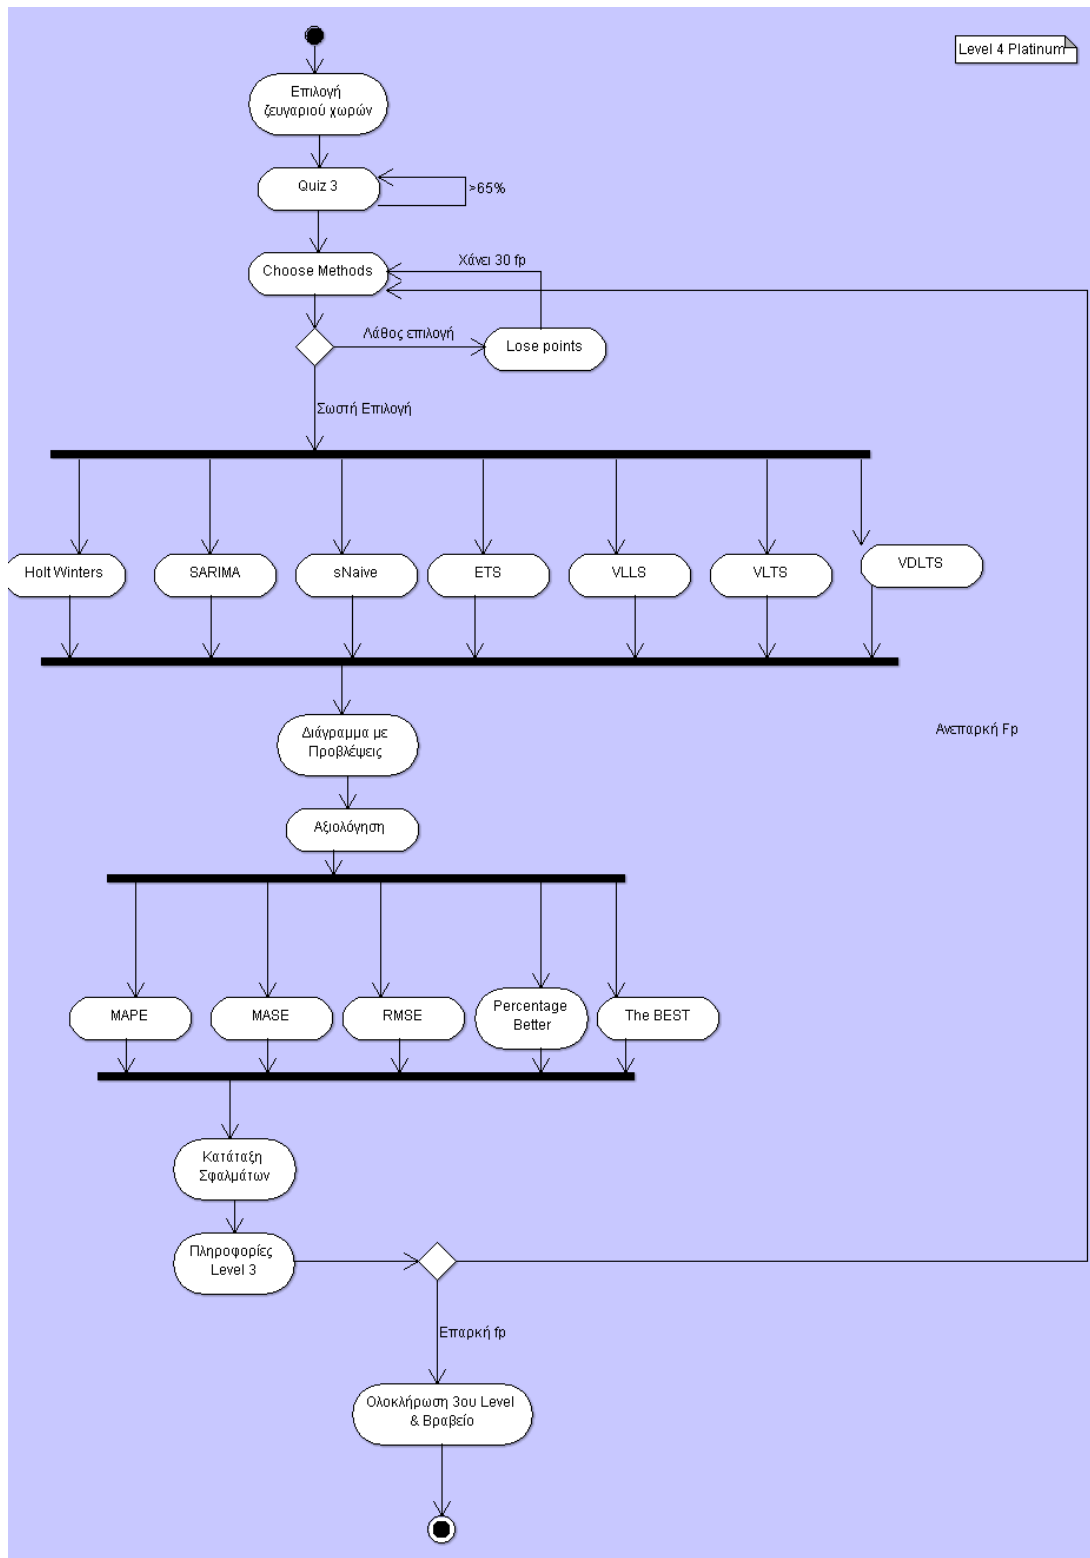 Level 4 Platinum
Επιλογή
ζευγαριού χωρών
Quiz 3
>65%
Choose Methods
Χάνει 30 fp
Λάθος επιλογή
Lose points
Σωστή Επιλογή
Holt Winters
SARIMA
sNaive
ETS
VLLS
VLTS
VDLTS
Διάγραμμα με
Προβλέψεις
Ανεπαρκή Fp
Αξιολόγηση
MAPE
MASE
RMSE
Percentage
Better
The BEST
Κατάταξη
Σφαλμάτων
Πληροφορίες
Level 3
Επαρκή fp
Ολοκλήρωση 3ου Level
& Βραβείο